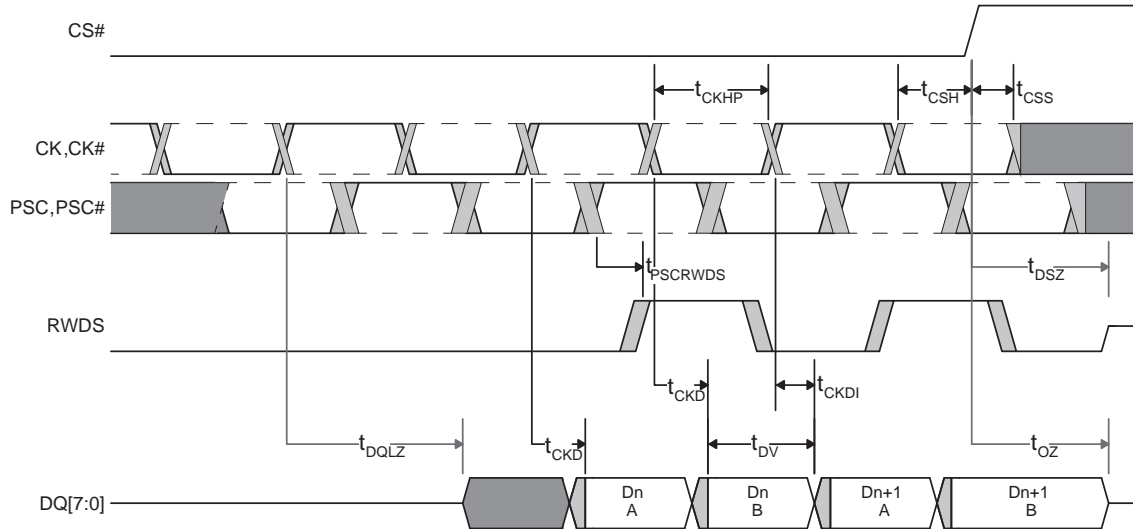 CS#
tCKHP
tCSH
tCSS
CK,CK#
PSC,PSC#
tPSCRWDS
tDSZ
RWDS
tCKD
tCKDI
tDQLZ
tCKD
tDV
tOZ
DQ[7:0]
Dn
A
Dn
B
Dn+1
A
Dn+1
B